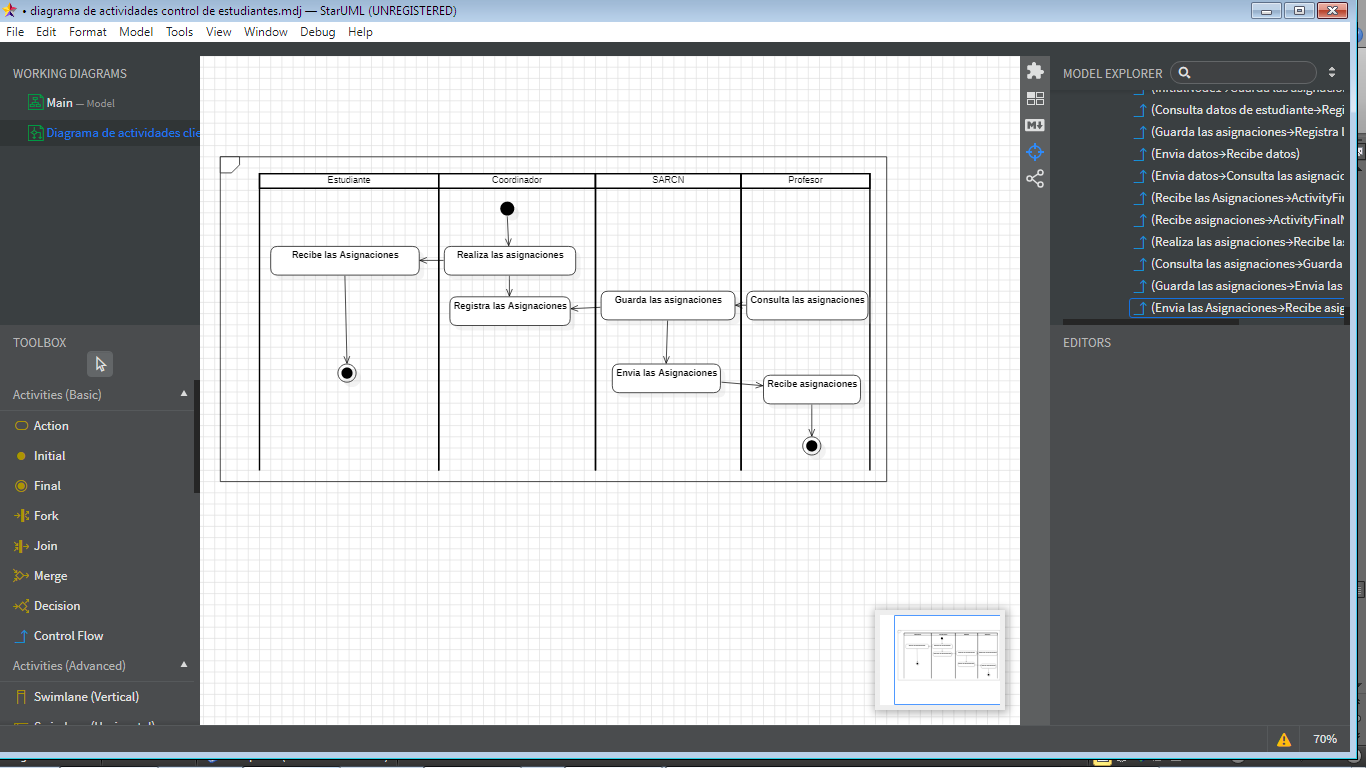 • diagrama de actividades control de estudiantes.mdj — StarUML (UNREGISTERED)
File Edit Format Model Tools View Window Debug Help
WORKING DIAGRAMS
Main — Model
Diagrama de actividades clie
TOOLBOX
Activities (Basic)
Action
Initial
Final
Fork
Join
Merge
Decision
Control Flow
Activities (Advanced)
Swimlane (Vertical)
Estudiante Coordinador SARCN Profesor
Recibe las Asignaciones Realiza las asignaciones
Registra las Asignaciones Guarda las asignaciones Consulta las asignaciones
Envia las Asignaciones Recibe asignaciones
MODEL EXPLORER
(Consulta datos de estudiante→Regi
(Guarda las asignaciones→Registra l
(Envia datos→Recibe datos)
(Envia datos→Consulta las asignacio
(Recibe las Asignaciones→ActivityFi
(Recibe asignaciones→ActivityFinal
(Realiza las asignaciones→Recibe las
(Consulta las asignaciones→Guarda
(Guarda las asignaciones→Envia las
(Envia las Asignaciones→Recibe asig
EDITORS
70%